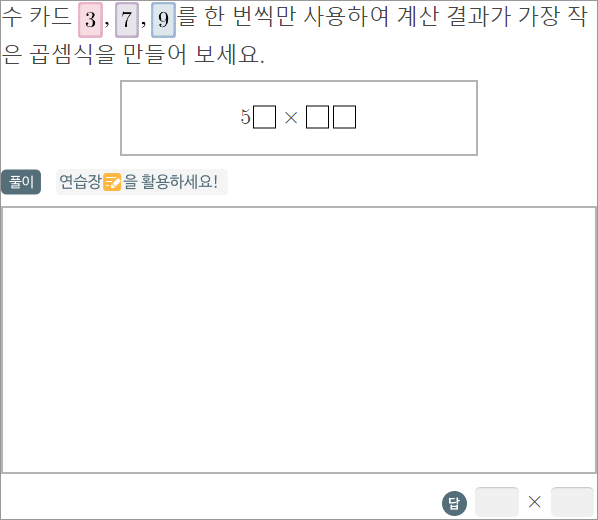 수 카드 3, 7, 9를 한 번씩만 사용하여 계산 결과가 가장 작
은 곱셈식을 만들어 보세요.
5□ × □□
풀이 연습장을 활용하세요!
답 ×